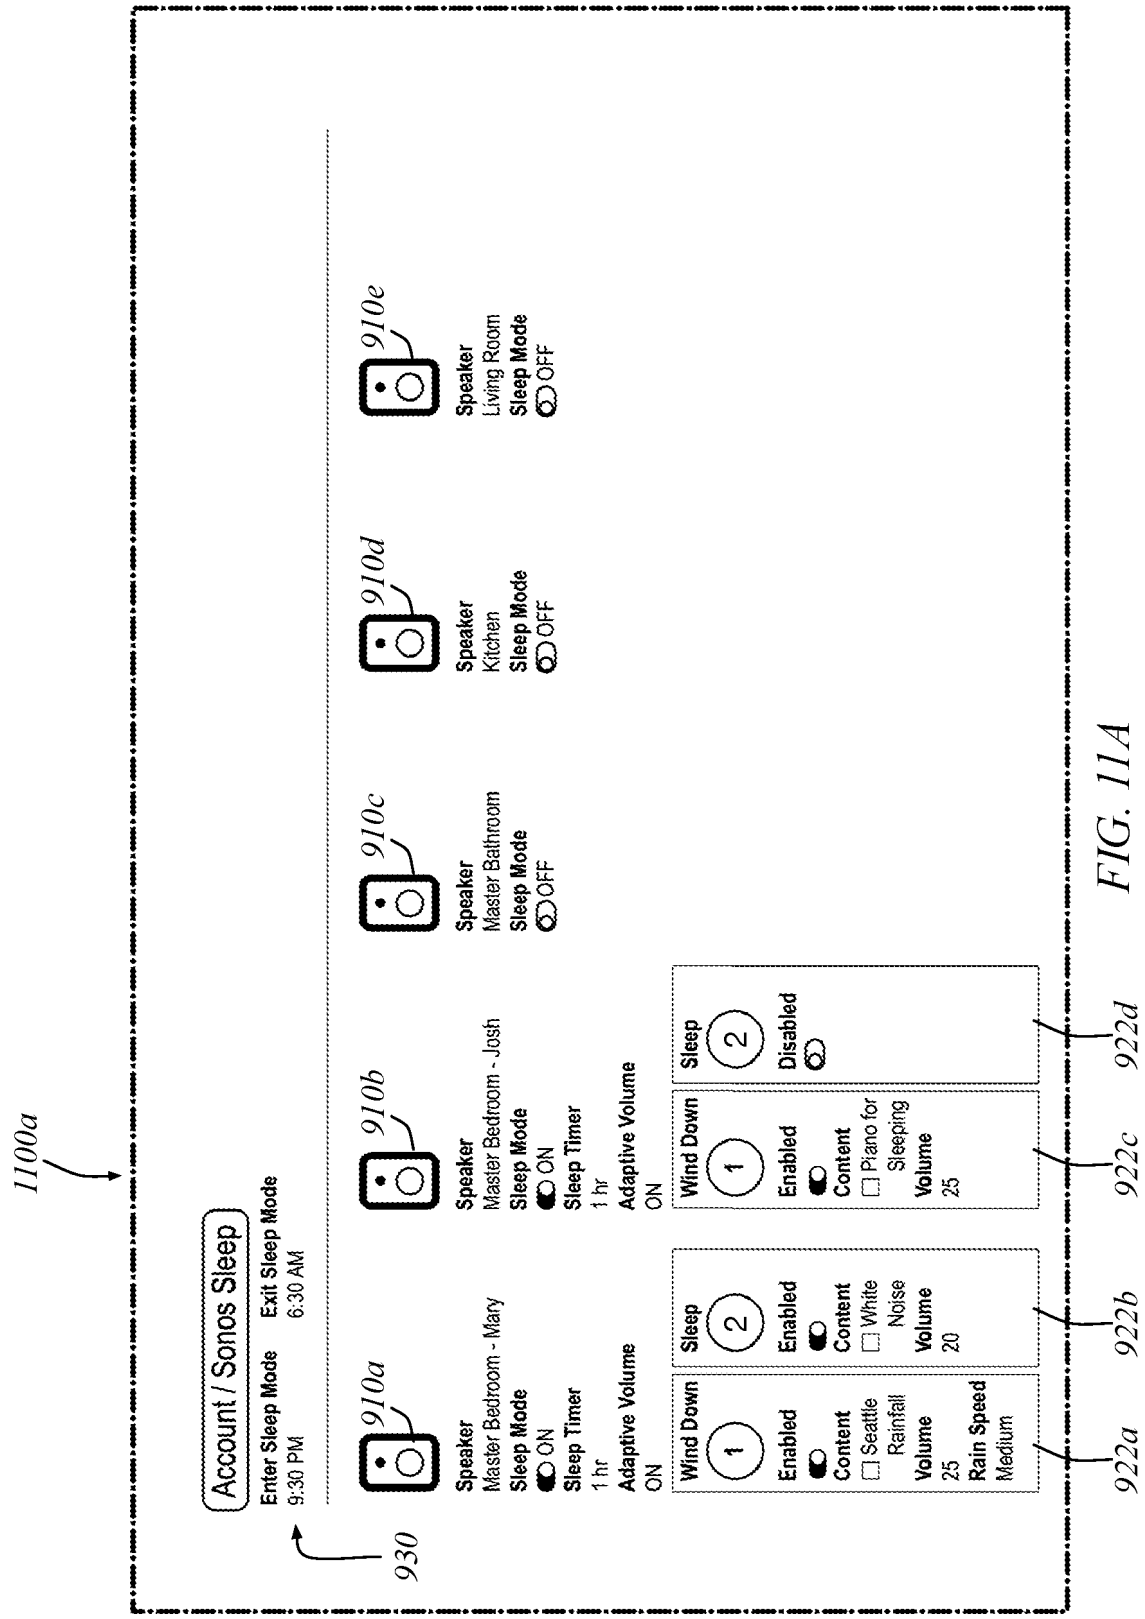 1100a
Account / Sonos Sleep
Enter Sleep Mode
9:30 PM
Exit Sleep Mode
6:30 AM
930
910a
Speaker
Master Bedroom - Mary
Sleep Mode
ON
Sleep Timer
1 hr
Adaptive Volume
ON
Wind Down
1
Enabled
Content
Seattle
Rainfall
Volume
25
Rain Speed
Medium
922a
Sleep
2
Enabled
Content
White
Noise
Volume
20
922b
910b
Speaker
Master Bedroom - Josh
Sleep Mode
ON
Sleep Timer
1 hr
Adaptive Volume
ON
Wind Down
1
Enabled
Content
Piano for
Sleeping
Volume
25
922c
Sleep
2
Disabled
922d
910c
Speaker
Master Bathroom
Sleep Mode
OFF
910d
Speaker
Kitchen
Sleep Mode
OFF
910e
Speaker
Living Room
Sleep Mode
OFF
FIG. 11A